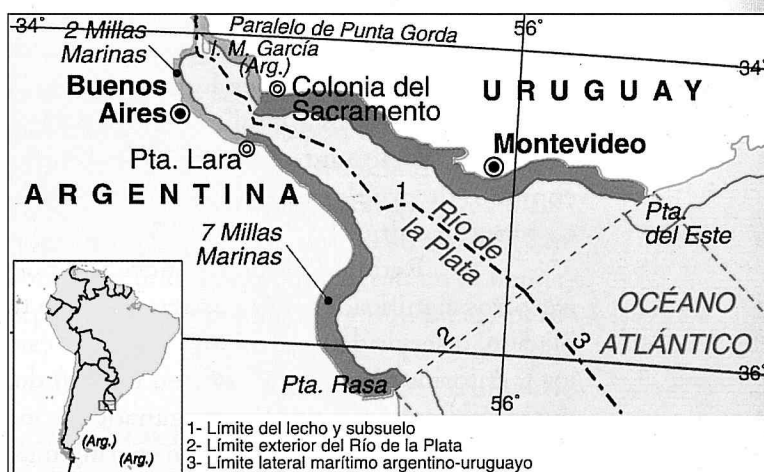 34°
Paralelo de Punta Gorda
56°
2 Millas
Marinas
I. M. García
(Arg.)
34°
Buenos
Aires
Colonia del
Sacramento
URUGUAY
Montevideo
Pta. Lara
ARGENTINA
1
Río de
la Plata
Pta.
del Este
7 Millas
Marinas
OCÉANO
ATLÁNTICO
2
3
Pta. Rasa
36°
56°
(Arg.)
(Arg.)
1- Límite del lecho y subsuelo
2- Límite exterior del Río de la Plata
3- Límite lateral marítimo argentino-uruguayo